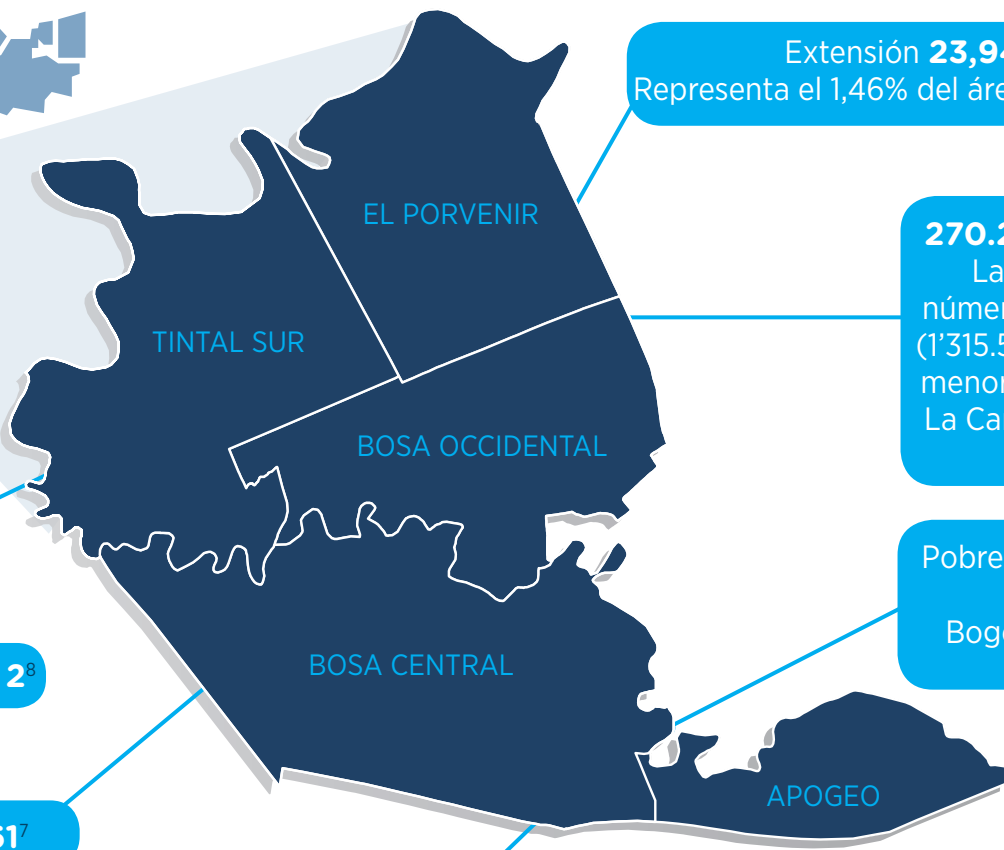 Extensión 23,94
Representa el 1,46% del áre
EL PORVENIR
270.2
La
númer
(1’315.5
menor
La Ca
TINTAL SUR
BOSA OCCIDENTAL
Pobre
Bogo
BOSA CENTRAL
2⁸
APOGEO
61⁷